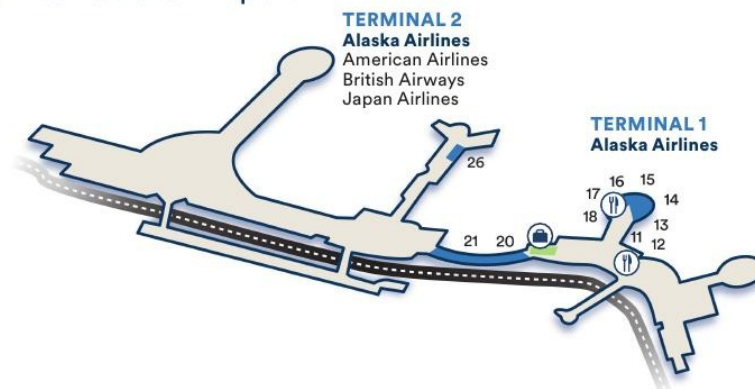 TERMINAL 2
Alaska Airlines
American Airlines
British Airways
Japan Airlines
TERMINAL 1
Alaska Airlines
26
16
15
17
14
18
13
11
12
21
20